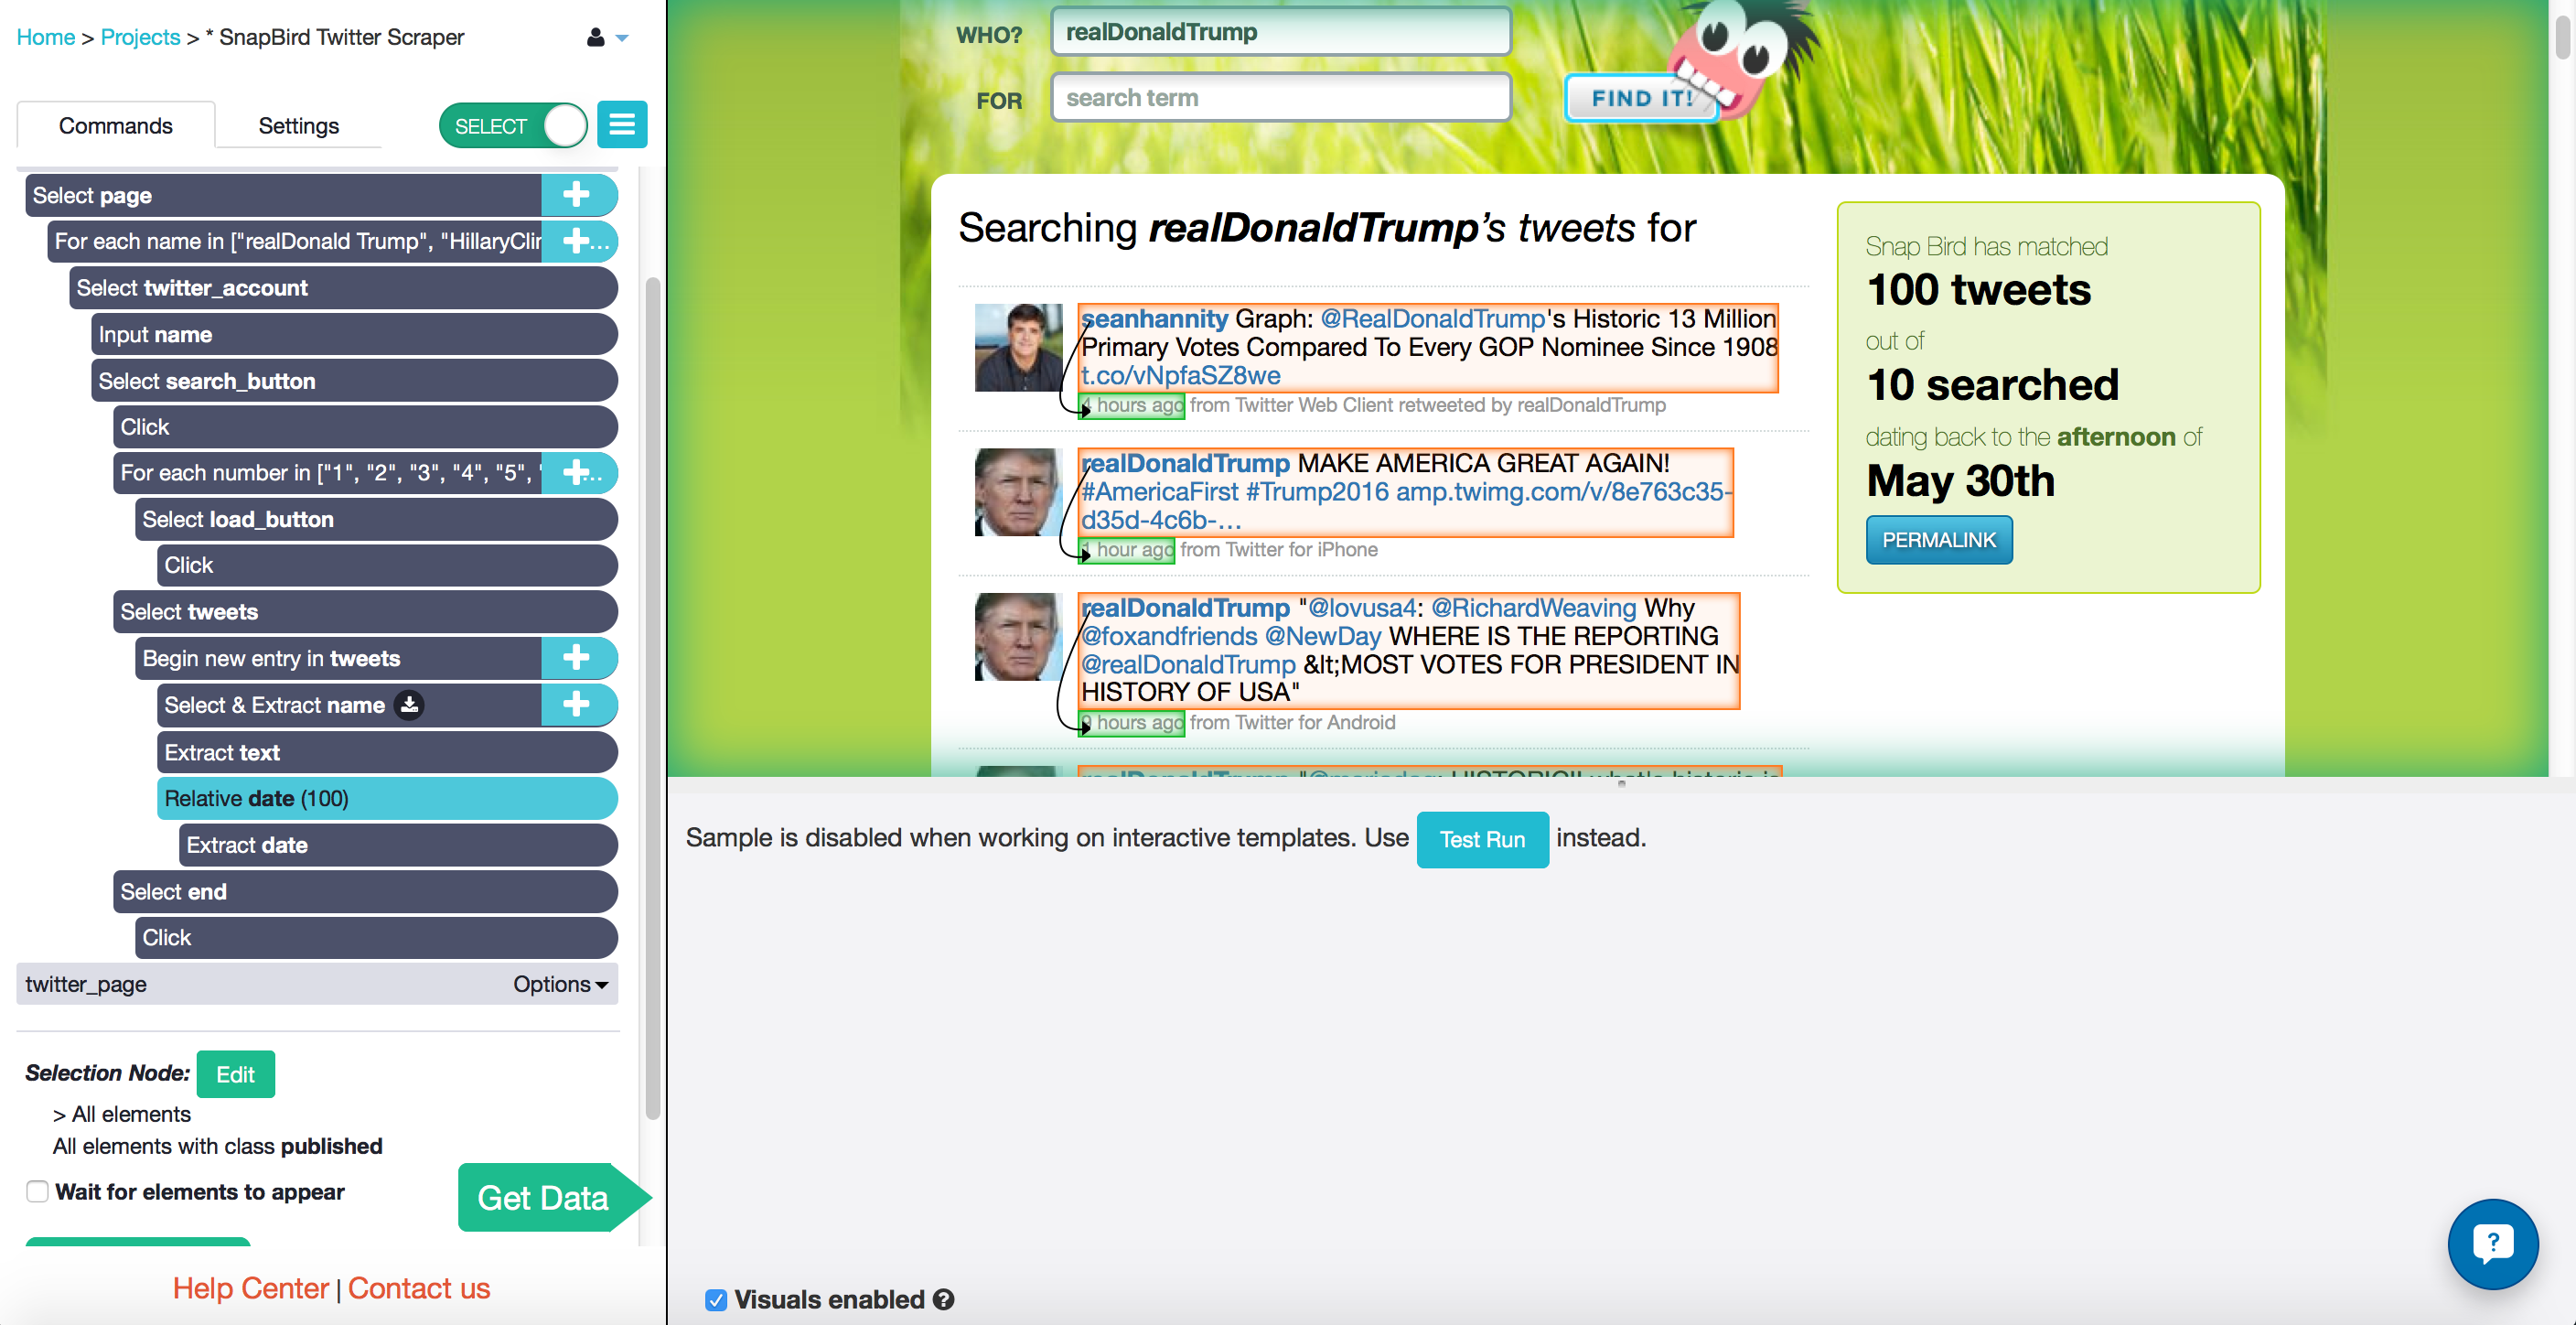 Home > Projects > * SnapBird Twitter Scraper
Commands
Settings
SELECT
Select page
For each name in ["realDonald Trump", "HillaryClin ...
Select twitter_account
Input name
Select search_button
Click
For each number in ["1", "2", "3", "4", "5", ' ...
Select load_button
Click
Select tweets
Begin new entry in tweets
Select & Extract name
Extract text
Relative date (100)
Extract date
Select end
Click
twitter_page
Options
Selection Node: Edit
> All elements
All elements with class published
Wait for elements to appear
Get Data
Help Center | Contact us
WHO?
realDonaldTrump
FOR
search term
FIND IT!
Searching realDonaldTrump's tweets for
seanhannity Graph: @RealDonaldTrump's Historic 13 Million
Primary Votes Compared To Every GOP Nominee Since 1908
t.co/vNpfaSZ8we
4 hours ago from Twitter Web Client retweeted by realDonaldTrump
realDonaldTrump MAKE AMERICA GREAT AGAIN!
#AmericaFirst #Trump2016 amp.twimg.com/v/8e763c35-
d35d-4c6b-…
1 hour ago from Twitter for iPhone
realDonaldTrump "@lovusa4: @RichardWeaving Why
@foxandfriends @NewDay WHERE IS THE REPORTING
@realDonaldTrump &lt;MOST VOTES FOR PRESIDENT IN
HISTORY OF USA"
9 hours ago from Twitter for Android
Snap Bird has matched
100 tweets
out of
10 searched
dating back to the afternoon of
May 30th
PERMALINK
Sample is disabled when working on interactive templates. Use Test Run instead.
Visuals enabled